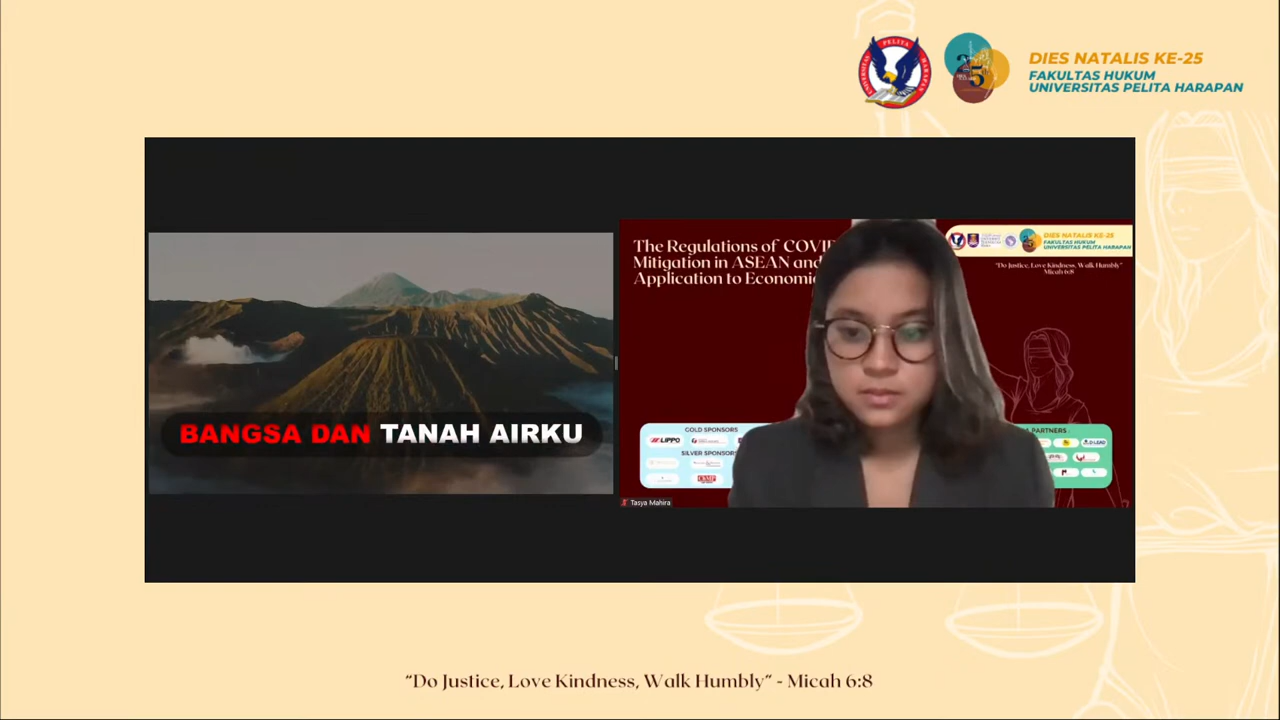 UNIVERSITAS PELITA HARAPAN
DIES NATALIS KE-25
FAKULTAS HUKUM
UNIVERSITAS PELITA HARAPAN
BANGSA DAN TANAH AIRKU
The Regulations of COVI
Mitigation in ASEAN and
Application to Economi
DIES NATALIS KE-25
FAKULTAS HUKUM
UNIVERSITAS PELITA HARAPAN
"Do Justice, Love Kindness, Walk Humbly"
Micah 6:8
GOLD SPONSORS
LIPPO
SILVER SPONSORS
PARTNERS :
Tasya Mahira
"Do Justice, Love Kindness, Walk Humbly" - Micah 6:8